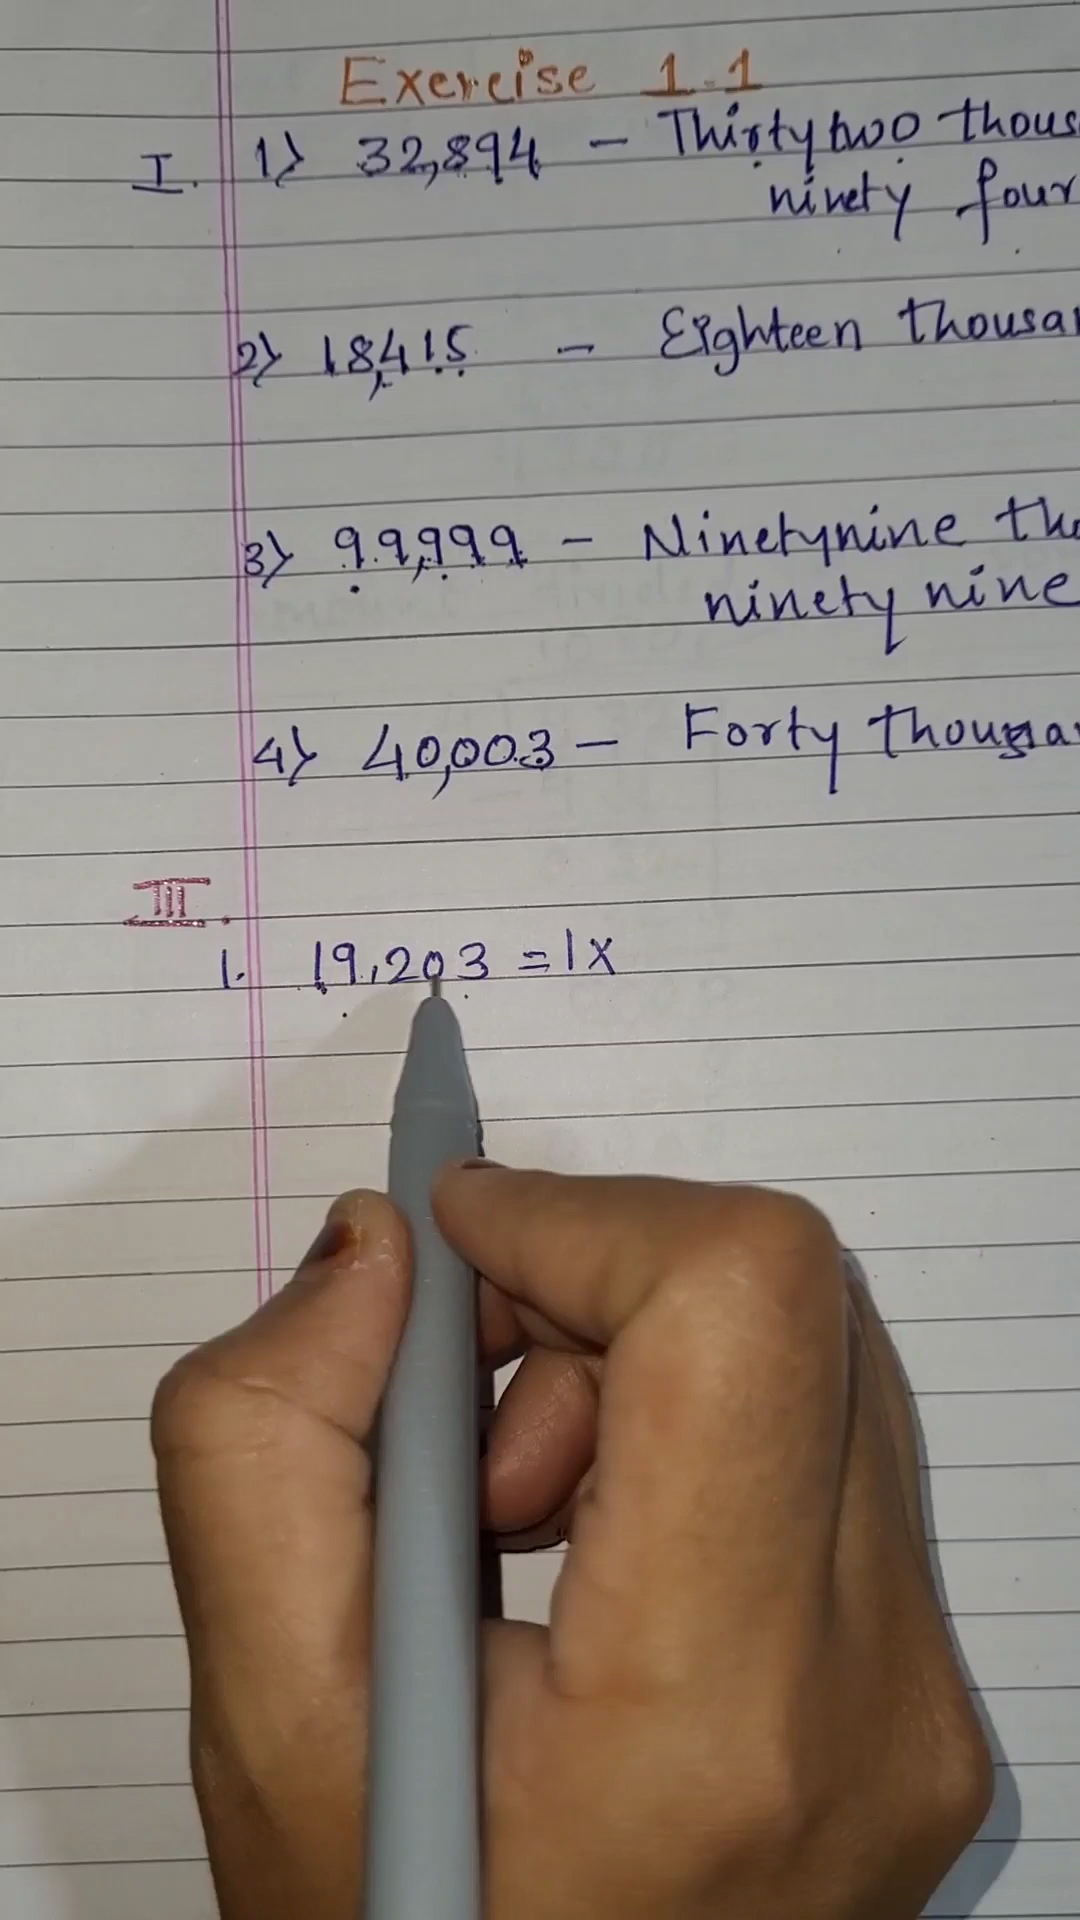 Exercise 1.1
I. 1) 32,894 - Thirty two thous
ninety four
2) 18,415 - Eighteen thousa
3) 99,999 - Ninetynine th
ninety nine
4) 40,003 - Forty thousa
III.
1. 19,203 = 1x